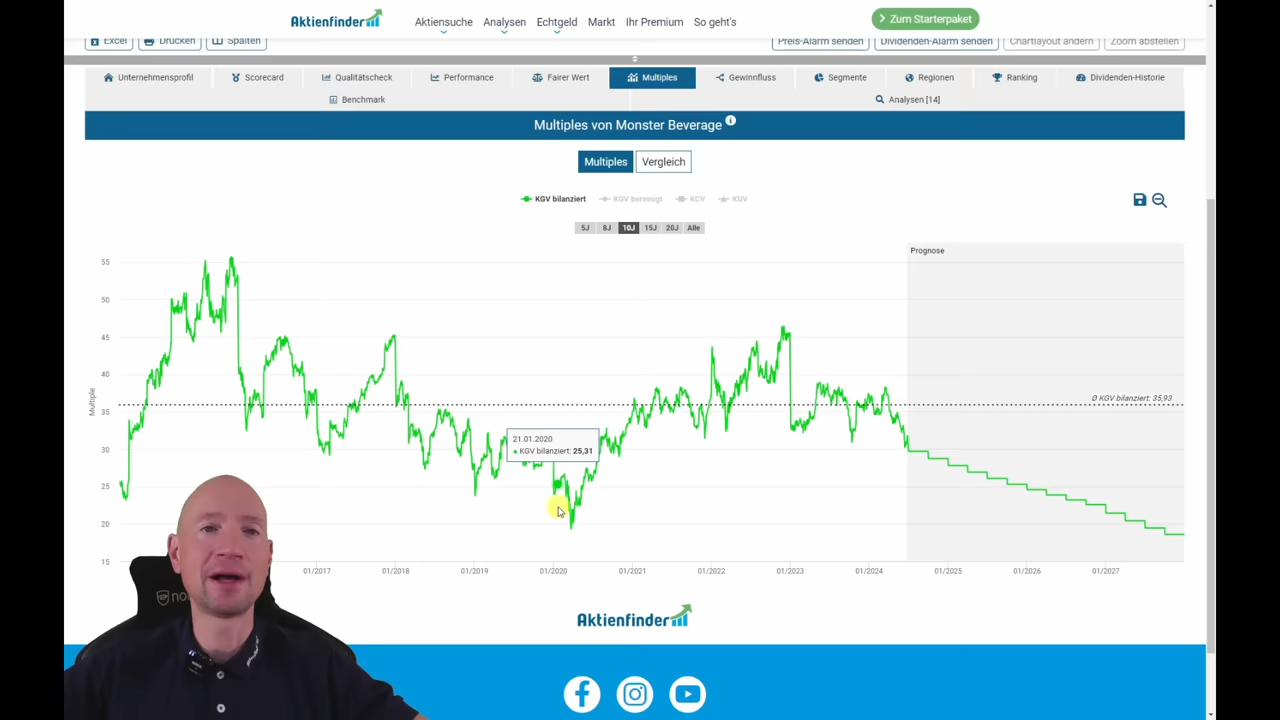 Aktienfinder
Aktiensuche Analysen Echtgeld Markt Ihr Premium So geht's
Zum Starterpaket
Excel Drucken Spalten Preis-Alarm senden Dividenden-Alarm senden Chartlayout ändern Zoom abstellen
Unternehmensprofil Scorecard Qualitätscheck Performance Fairer Wert Multiples Gewinnfluss Segmente Regionen Ranking Dividenden-Historie
Benchmark Analysen [14]
Multiples von Monster Beverage
Multiples Vergleich
KGV bilanziert KGV bereinigt KCV KUV
5J 8J 10J 15J 20J Alle
Prognose
55
50
45
40
35
30
25
20
15
Multiple
Ø KGV bilanziert: 35,93
21.01.2020
KGV bilanziert: 25,31
01/2017 01/2018 01/2019 01/2020 01/2021 01/2022 01/2023 01/2024 01/2025 01/2026 01/2027
Aktienfinder